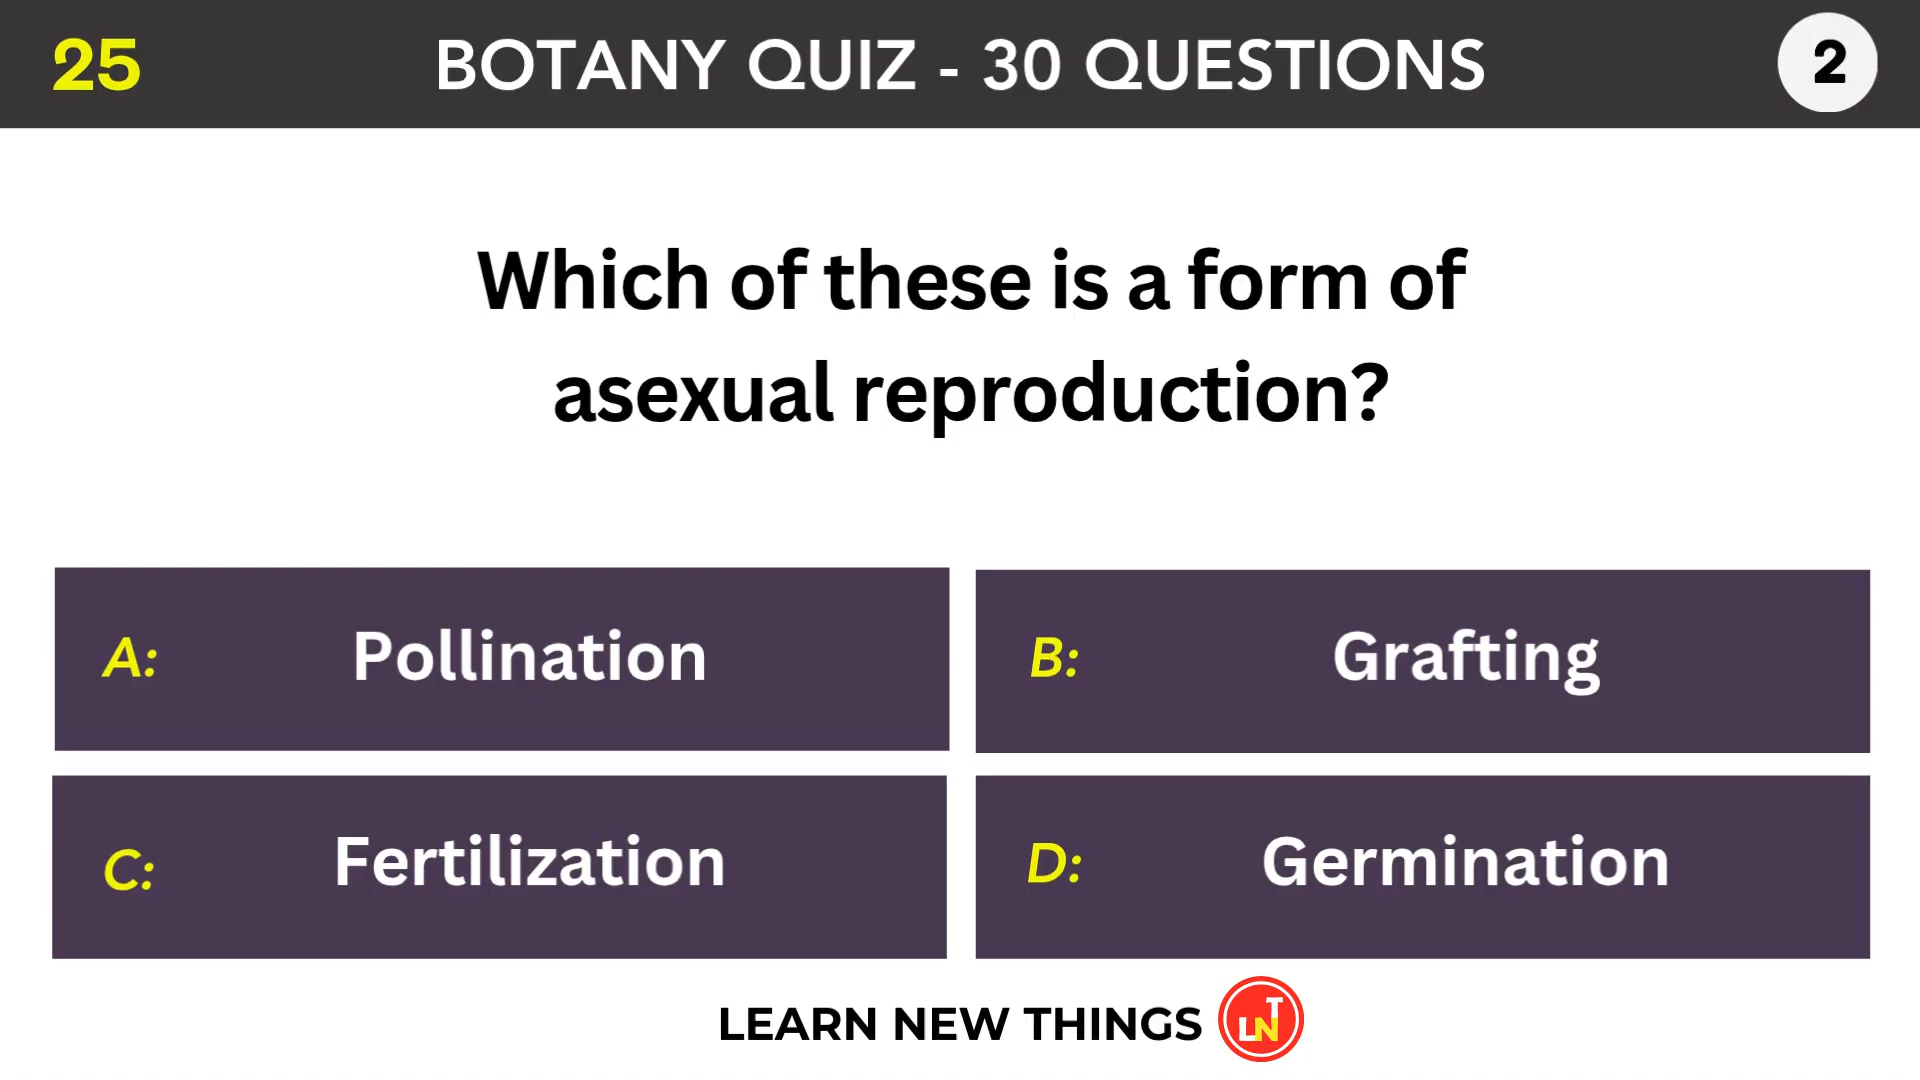 25
BOTANY QUIZ - 30 QUESTIONS
2
Which of these is a form of
asexual reproduction?
A: Pollination
B: Grafting
C: Fertilization
D: Germination
LEARN NEW THINGS
LNT